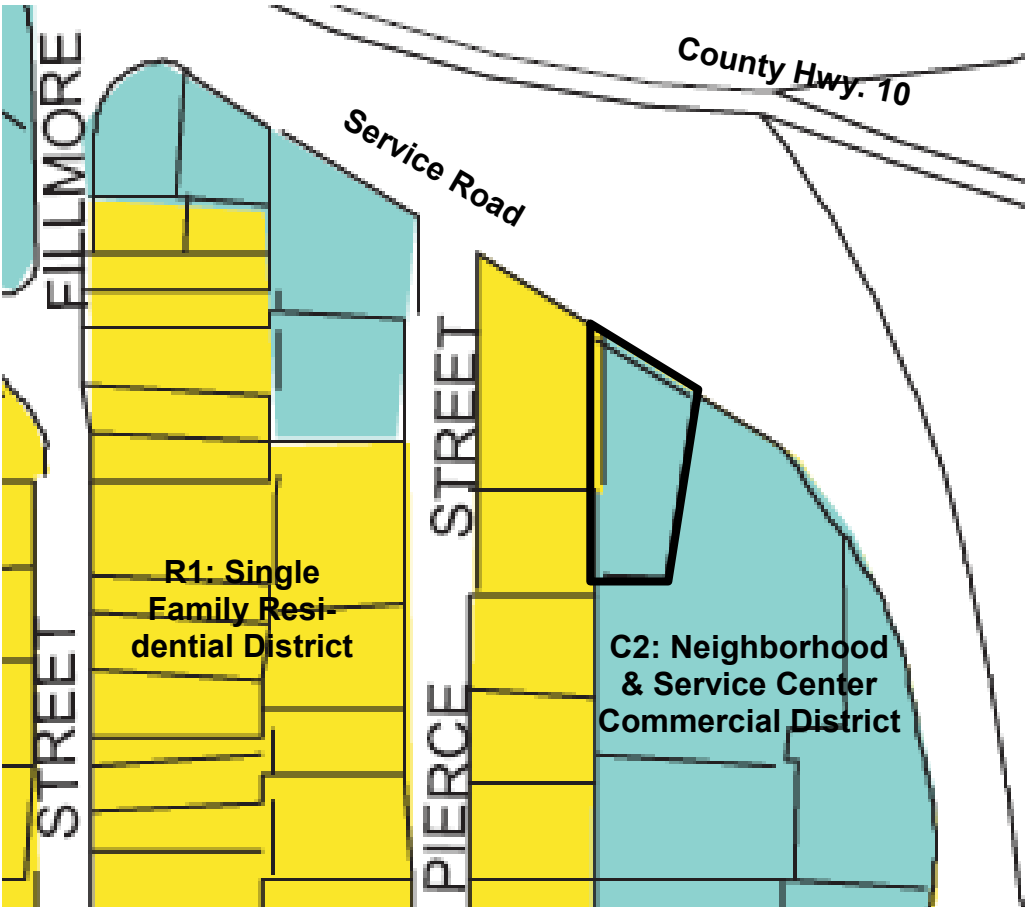 County Hwy. 10
Service Road
FILLMORE
STREET
STREET
PIERCE
R1: Single
Family Resi-
dential District
C2: Neighborhood
& Service Center
Commercial District